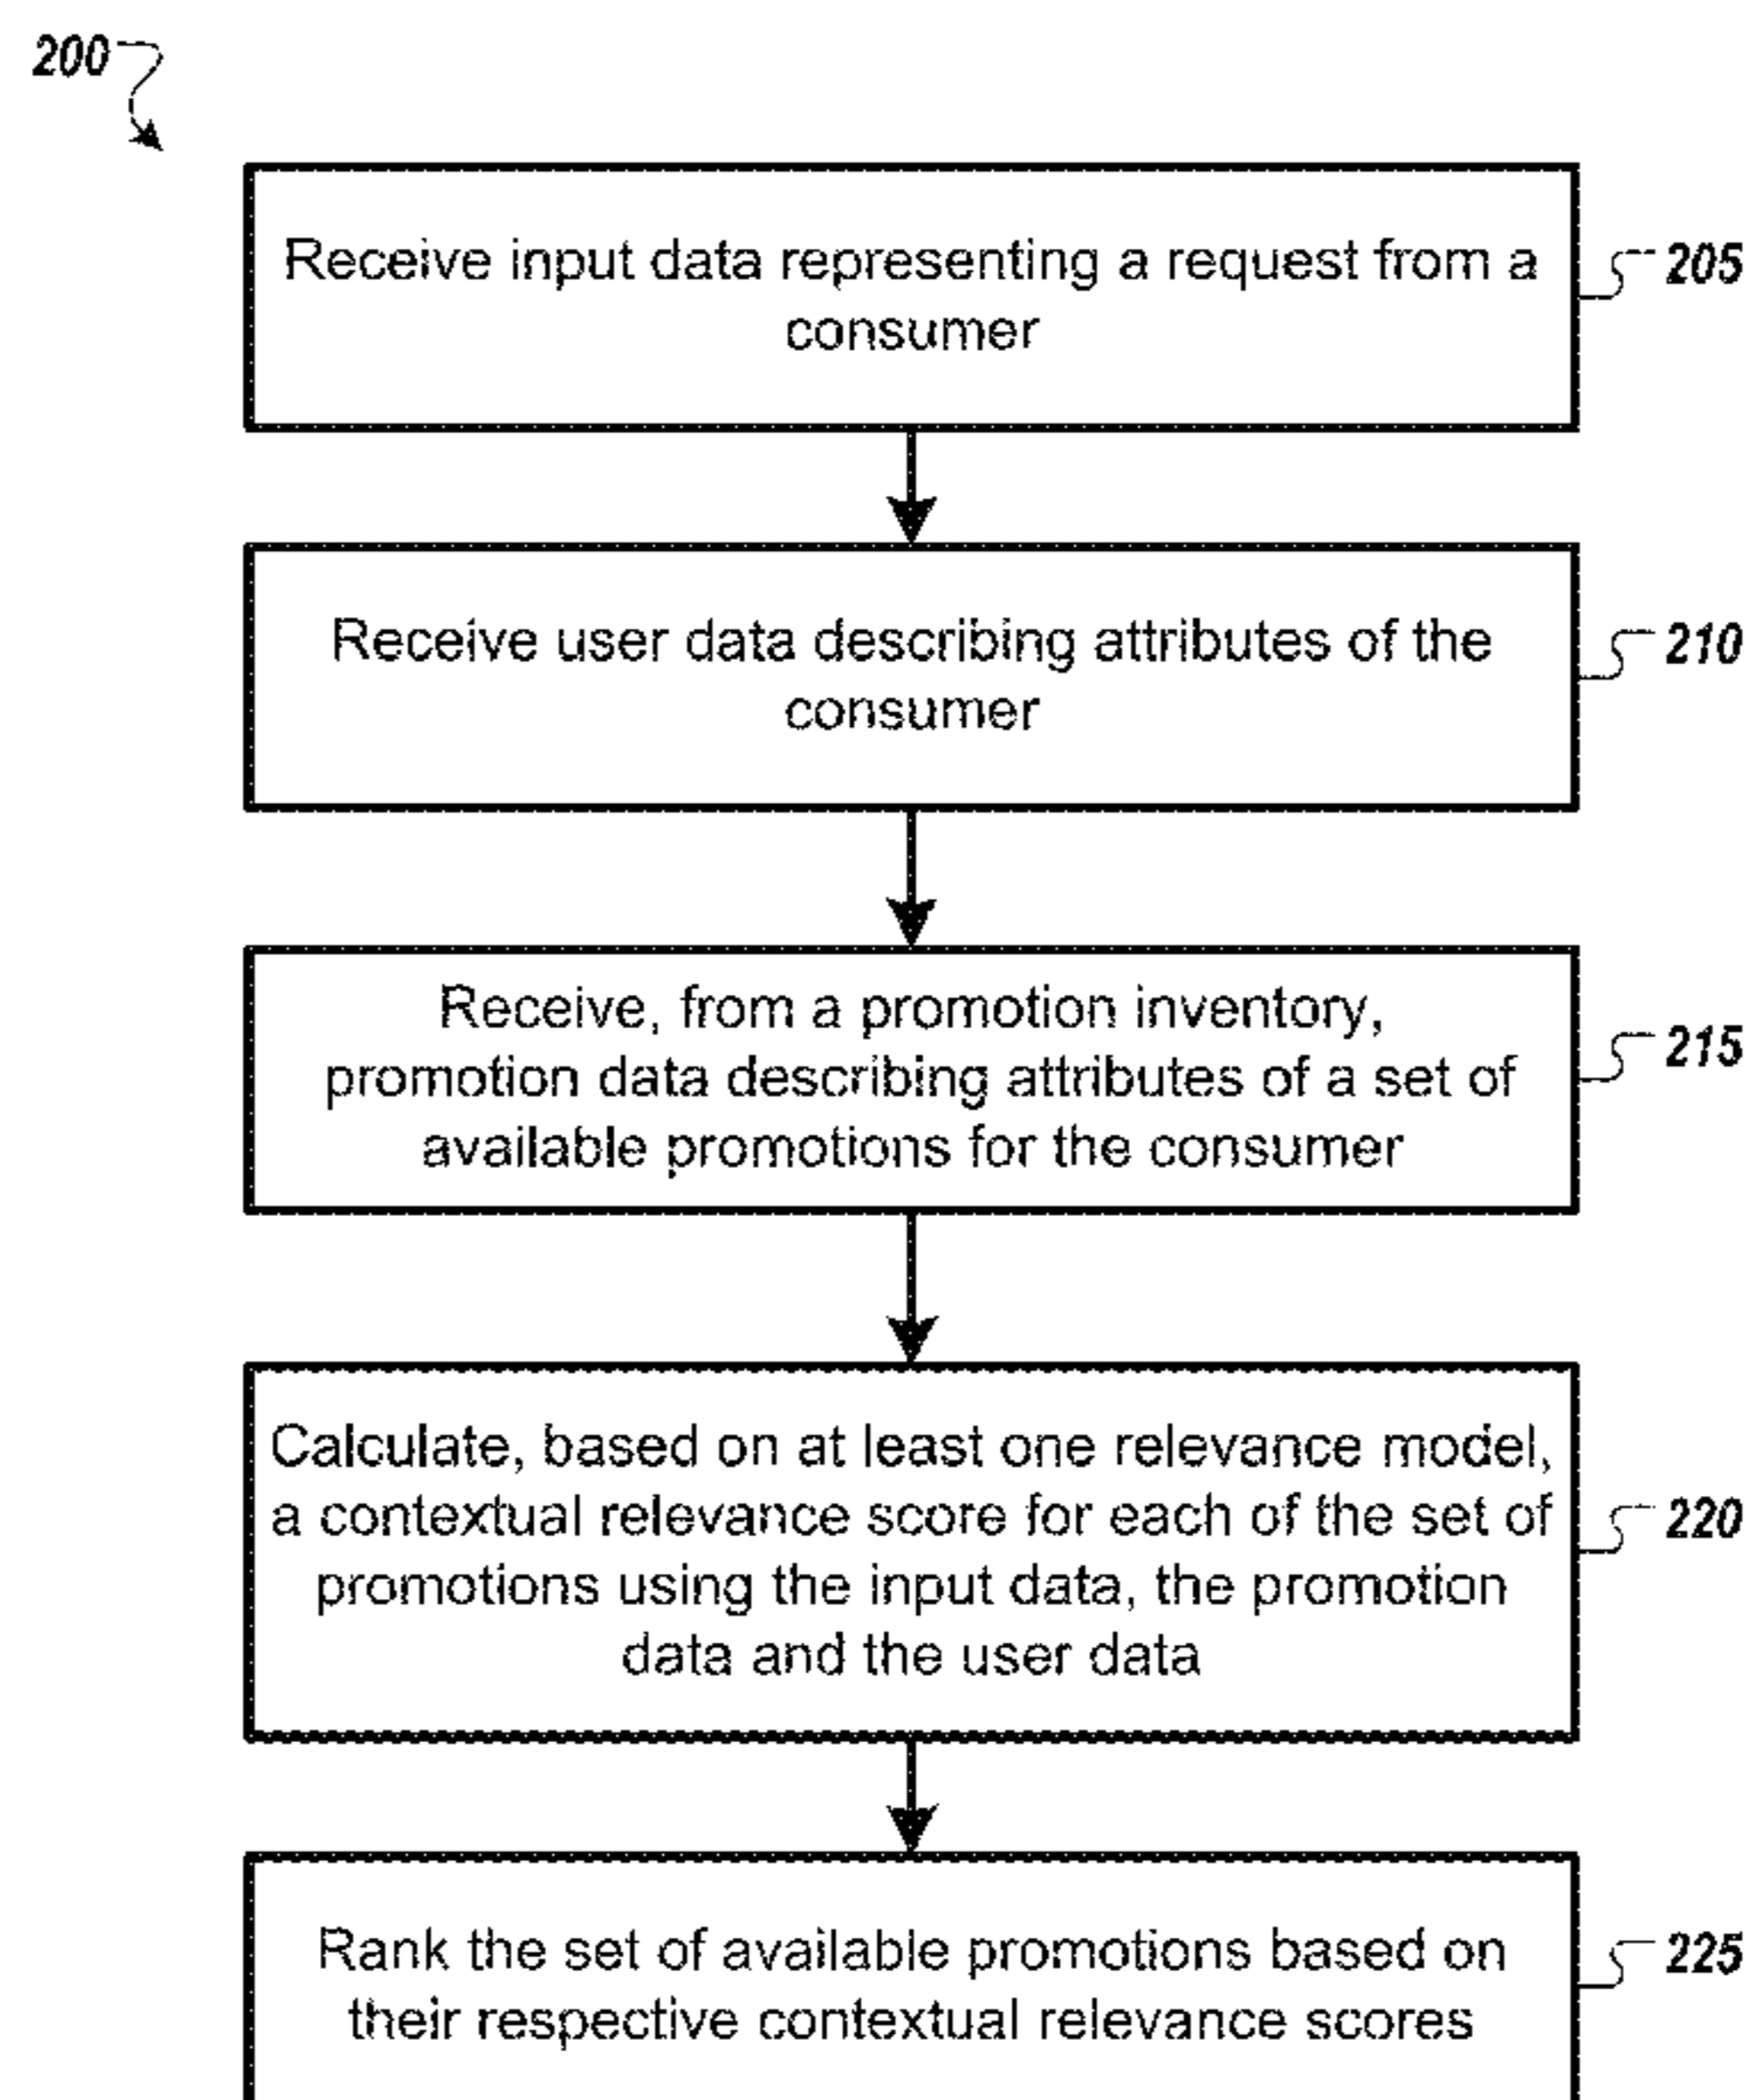 200
Receive input data representing a request from a
consumer
205
Receive user data describing attributes of the
consumer
210
Receive, from a promotion inventory,
promotion data describing attributes of a set of
available promotions for the consumer
215
Calculate, based on at least one relevance model,
a contextual relevance score for each of the set of
promotions using the input data, the promotion
data and the user data
220
Rank the set of available promotions based on
their respective contextual relevance scores
225